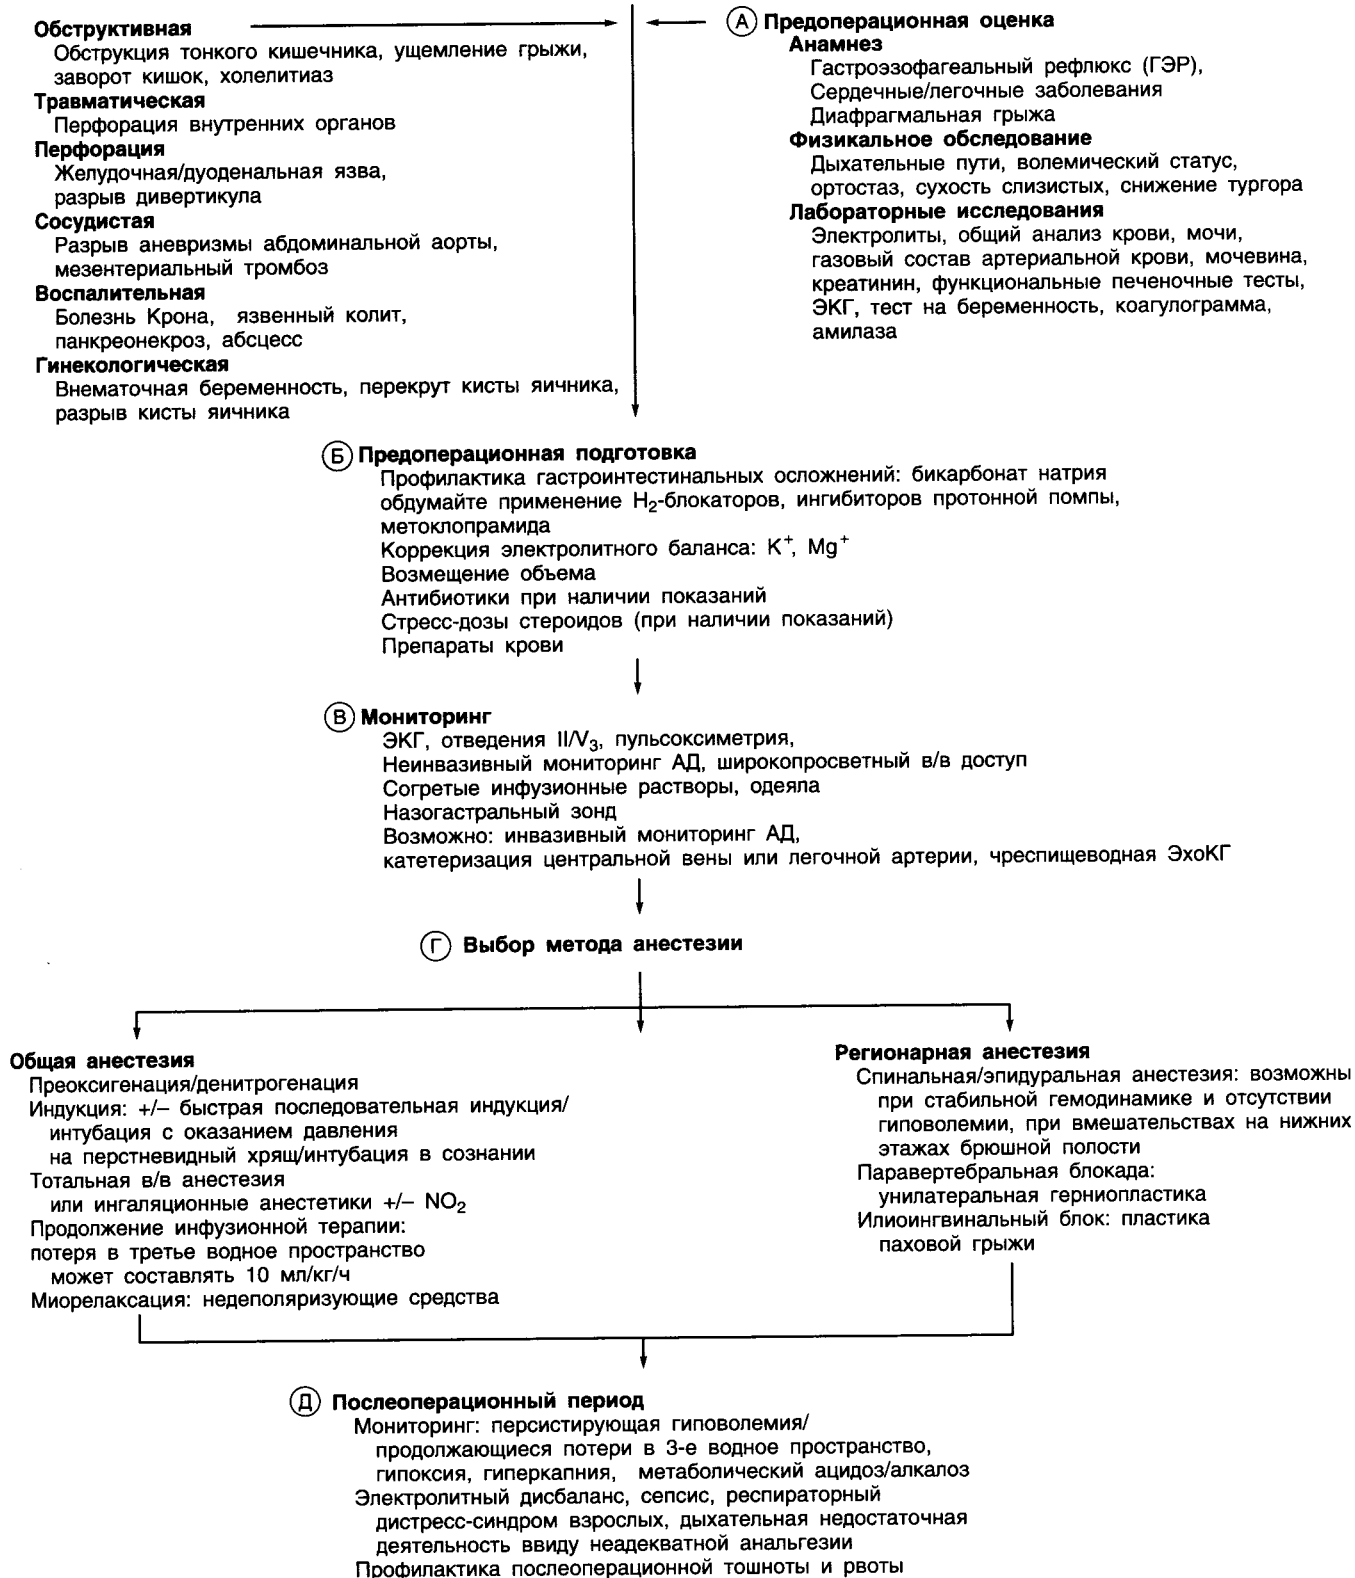 Обструктивная
Обструкция тонкого кишечника, ущемление грыжи,
заворот кишок, холелитиаз
Травматическая
Перфорация внутренних органов
Перфорация
Желудочная/дуоденальная язва,
разрыв дивертикула
Сосудистая
Разрыв аневризмы абдоминальной аорты,
мезентериальный тромбоз
Воспалительная
Болезнь Крона, язвенный колит,
панкреонекроз, абсцесс
Гинекологическая
Внематочная беременность, перекрут кисты яичника,
разрыв кисты яичника
А Предоперационная оценка
Анамнез
Гастроэзофагеальный рефлюкс (ГЭР),
Сердечные/легочные заболевания
Диафрагмальная грыжа
Физикальное обследование
Дыхательные пути, волемический статус,
ортостаз, сухость слизистых, снижение тургора
Лабораторные исследования
Электролиты, общий анализ крови, мочи,
газовый состав артериальной крови, мочевина,
креатинин, функциональные печеночные тесты,
ЭКГ, тест на беременность, коагулограмма,
амилаза
Б Предоперационная подготовка
Профилактика гастроинтестинальных осложнений: бикарбонат натрия
обдумайте применение H₂-блокаторов, ингибиторов протонной помпы,
метоклопрамида
Коррекция электролитного баланса: K⁺, Mg⁺
Возмещение объема
Антибиотики при наличии показаний
Стресс-дозы стероидов (при наличии показаний)
Препараты крови
В Мониторинг
ЭКГ, отведения II/V₃, пульсоксиметрия,
Неинвазивный мониторинг АД, широкопросветный в/в доступ
Согретые инфузионные растворы, одеяла
Назогастральный зонд
Возможно: инвазивный мониторинг АД,
катетеризация центральной вены или легочной артерии, чреспищеводная ЭхоКГ
Г Выбор метода анестезии
Общая анестезия
Преоксигенация/денитрогенация
Индукция: +/– быстрая последовательная индукция/
интубация с оказанием давления
на перстневидный хрящ/интубация в сознании
Тотальная в/в анестезия
или ингаляционные анестетики +/– NO₂
Продолжение инфузионной терапии:
потеря в третье водное пространство
может составлять 10 мл/кг/ч
Миорелаксация: недеполяризующие средства
Регионарная анестезия
Спинальная/эпидуральная анестезия: возможны
при стабильной гемодинамике и отсутствии
гиповолемии, при вмешательствах на нижних
этажах брюшной полости
Паравертебральная блокада:
унилатеральная герниопластика
Илиоингвинальный блок: пластика
паховой грыжи
Д Послеоперационный период
Мониторинг: персистирующая гиповолемия/
продолжающиеся потери в 3-е водное пространство,
гипоксия, гиперкапния, метаболический ацидоз/алкалоз
Электролитный дисбаланс, сепсис, респираторный
дистресс-синдром взрослых, дыхательная недостаточная
деятельность ввиду неадекватной анальгезии
Профилактика послеоперационной тошноты и рвоты